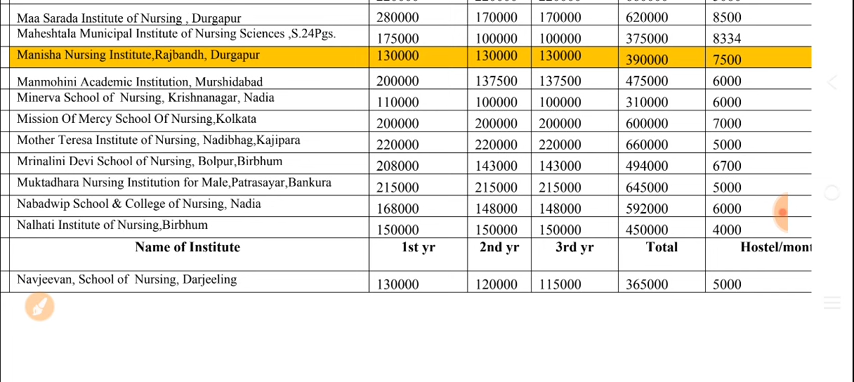 Maa Sarada Institute of Nursing , Durgapur 280000 170000 170000 620000 8500
Maheshtala Municipal Institute of Nursing Sciences ,S.24Pgs. 175000 100000 100000 375000 8334
Manisha Nursing Institute,Rajbandh, Durgapur 130000 130000 130000 390000 7500
Manmohini Academic Institution, Murshidabad 200000 137500 137500 475000 6000
Minerva School of Nursing, Krishnanagar, Nadia 110000 100000 100000 310000 6000
Mission Of Mercy School Of Nursing,Kolkata 200000 200000 200000 600000 7000
Mother Teresa Institute of Nursing, Nadibhag,Kajipara 220000 220000 220000 660000 5000
Mrinalini Devi School of Nursing, Bolpur,Birbhum 208000 143000 143000 494000 6700
Muktadhara Nursing Institution for Male,Patrasayar,Bankura 215000 215000 215000 645000 5000
Nabadwip School & College of Nursing, Nadia 168000 148000 148000 592000 6000
Nalhati Institute of Nursing,Birbhum 150000 150000 150000 450000 4000
Name of Institute 1st yr 2nd yr 3rd yr Total Hostel/mont
Navjeevan, School of Nursing, Darjeeling 130000 120000 115000 365000 5000